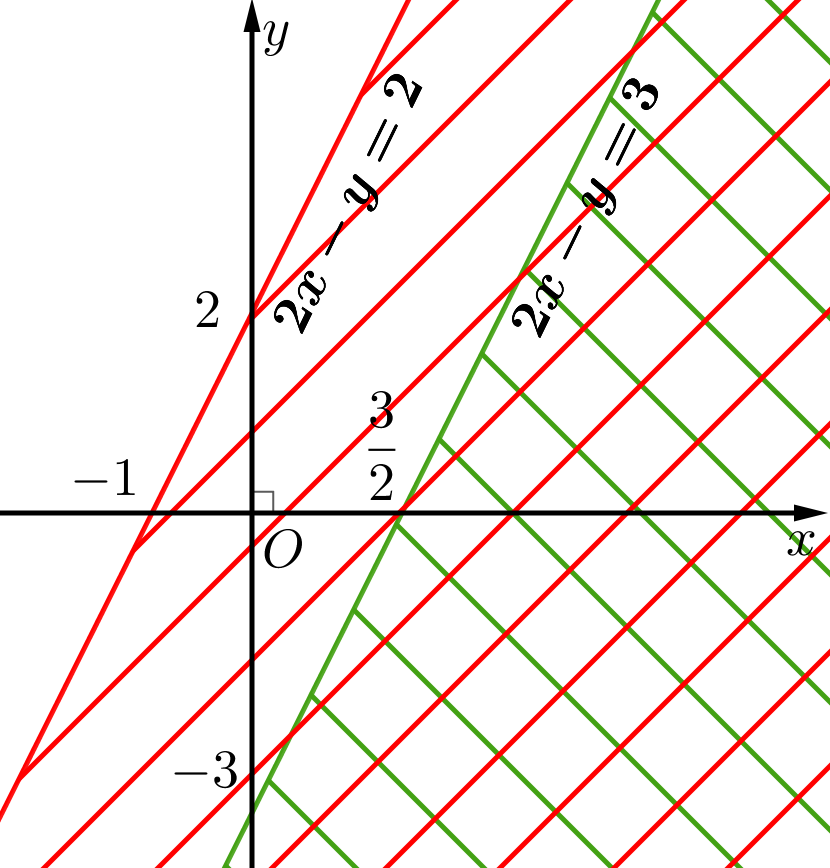 y
2x − y = 2
2x − y = 3
2
3/2
−1
O
x
−3